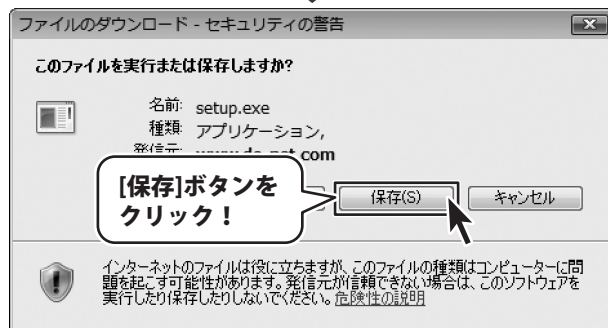 ファイルのダウンロード - セキュリティの警告
このファイルを実行または保存しますか?
名前: setup.exe
種類: アプリケーション,
発信元: www.de-net.com
[保存]ボタンを
クリック！
保存(S)
キャンセル
インターネットのファイルは役に立ちますが、このファイルの種類はコンピューターに問
題を起こす可能性があります。発信元が信頼できない場合は、このソフトウェアを
実行したり保存したりしないでください。危険性の説明